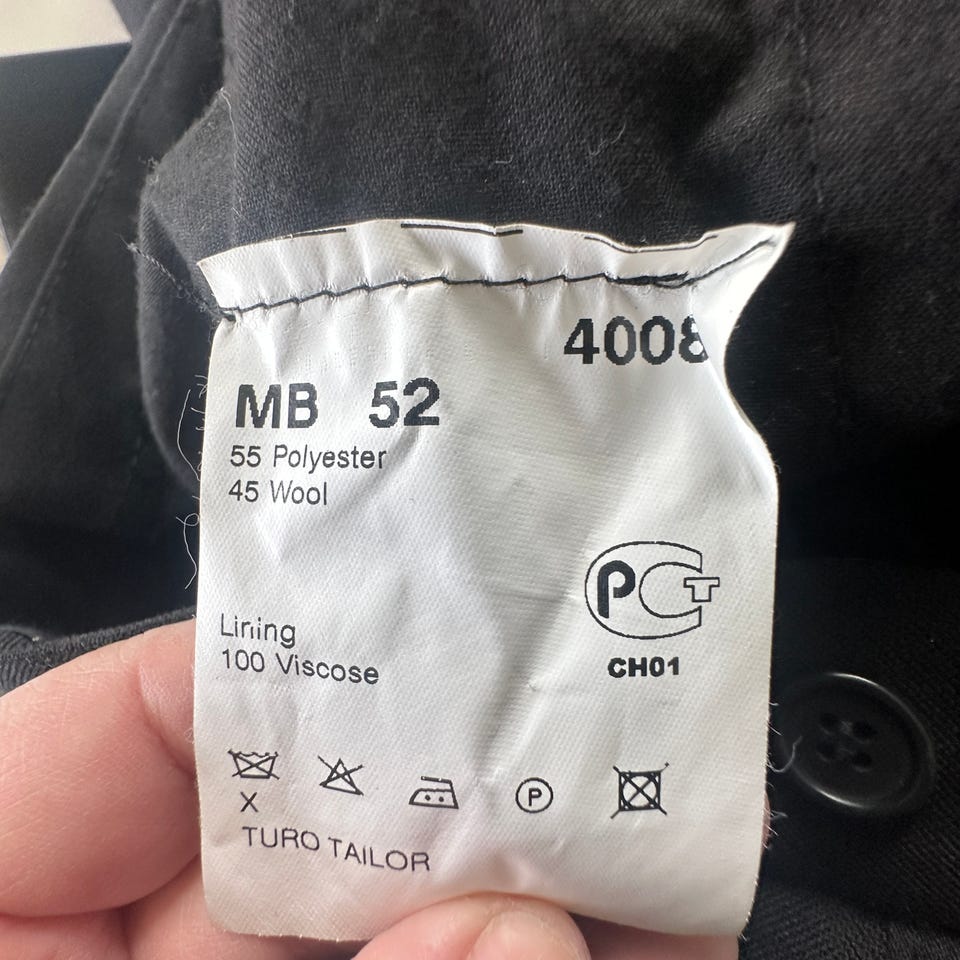 4008
MB 52
55 Polyester
45 Wool
PCT
CH01
Lining
100 Viscose
P
X
TURO TAILOR